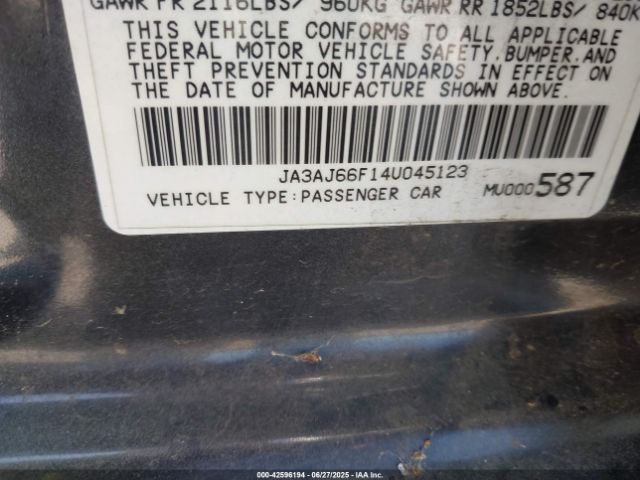 GAWR FR 2116LBS/ 960KG GAWR RR 1852LBS/ 840K
THIS VEHICLE CONFORMS TO ALL APPLICABLE
FEDERAL MOTOR VEHICLE SAFETY,BUMPER,AND
THEFT PREVENTION STANDARDS IN EFFECT ON
THE DATE OF MANUFACTURE SHOWN ABOVE.
JA3AJ66F14U045123
VEHICLE TYPE:PASSENGER CAR MU000587
000-42596194 | 06/27/2025 | IAAI.COM